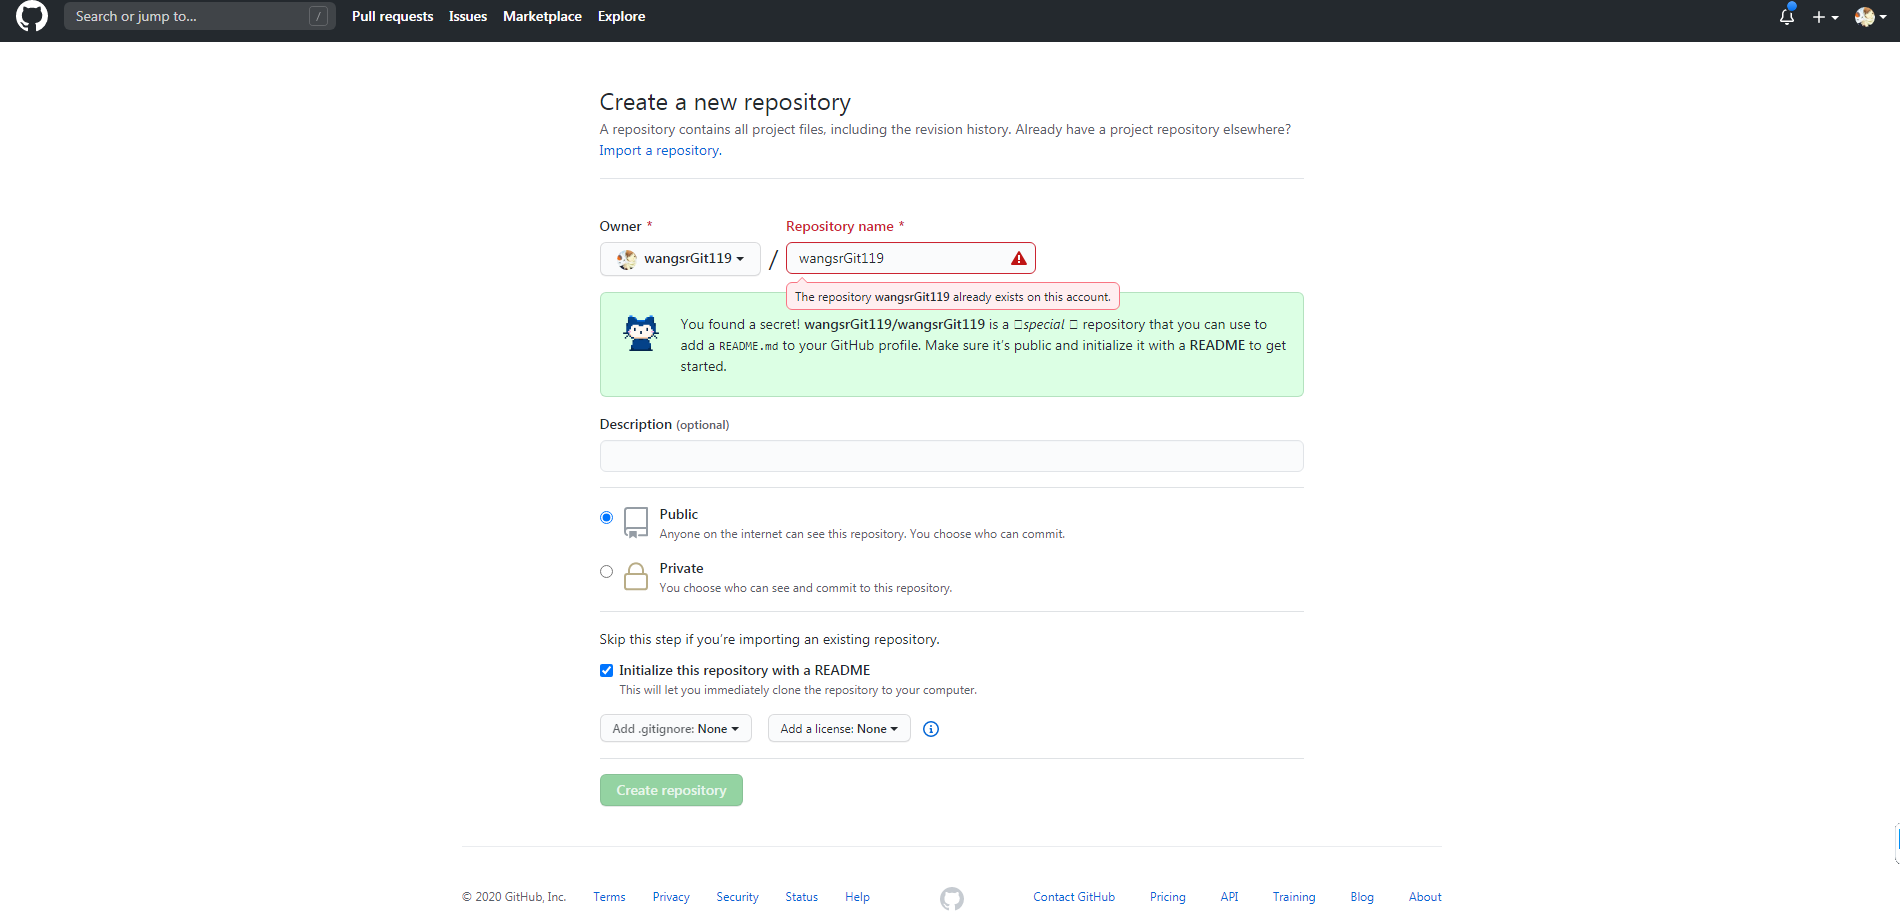 Search or jump to... /
Pull requests Issues Marketplace Explore
Create a new repository
A repository contains all project files, including the revision history. Already have a project repository elsewhere?
Import a repository.
Owner * Repository name *
wangsrGit119 / wangsrGit119
The repository wangsrGit119 already exists on this account.
You found a secret! wangsrGit119/wangsrGit119 is a special repository that you can use to
add a README.md to your GitHub profile. Make sure it's public and initialize it with a README to get
started.
Description (optional)
Public
Anyone on the internet can see this repository. You choose who can commit.
Private
You choose who can see and commit to this repository.
Skip this step if you're importing an existing repository.
Initialize this repository with a README
This will let you immediately clone the repository to your computer.
Add .gitignore: None Add a license: None
Create repository
© 2020 GitHub, Inc. Terms Privacy Security Status Help Contact GitHub Pricing API Training Blog About